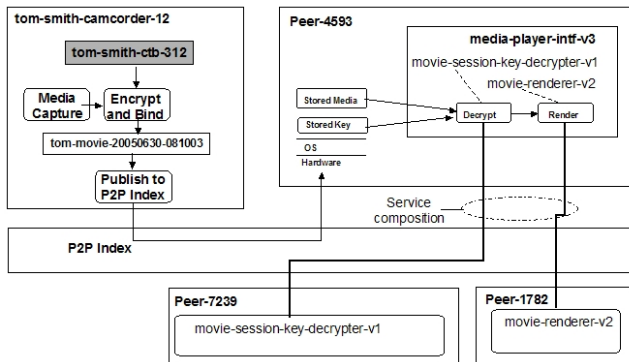 tom-smith-camcorder-12
tom-smith-ctb-312
Media
Capture
Encrypt
and Bind
tom-movie-20050630-081003
Publish to
P2P Index
Peer-4593
media-player-intf-v3
movie-session-key-decrypter-v1
movie-renderer-v2
Stored Media
Stored Key
OS
Hardware
Decrypt
Render
Service
composition
P2P Index
Peer-7239
movie-session-key-decrypter-v1
Peer-1782
movie-renderer-v2